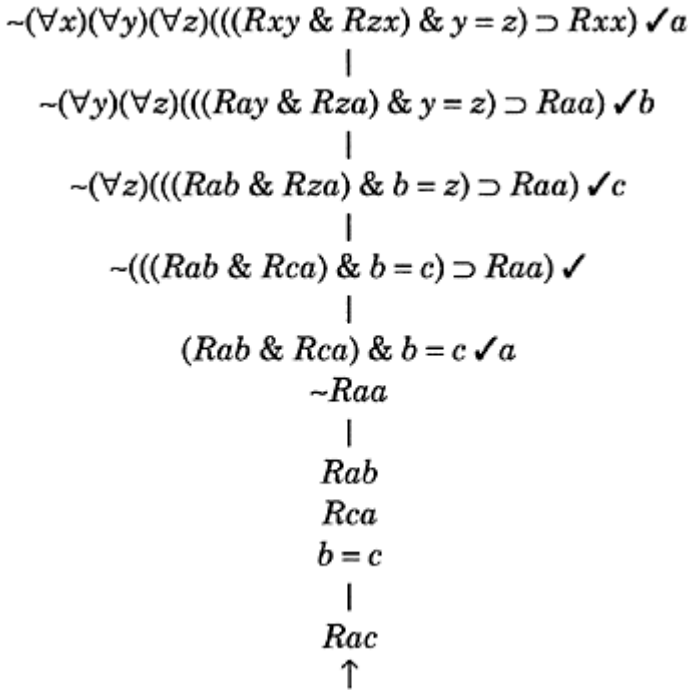 ~(∀x)(∀y)(∀z)(((Rxy & Rzx) & y = z) ⊃ Rxx) ✓a
|
~(∀y)(∀z)(((Ray & Rza) & y = z) ⊃ Raa) ✓b
|
~(∀z)(((Rab & Rza) & b = z) ⊃ Raa) ✓c
|
~(((Rab & Rca) & b = c) ⊃ Raa) ✓
|
(Rab & Rca) & b = c ✓a
~Raa
|
Rab
Rca
b = c
|
Rac
↑